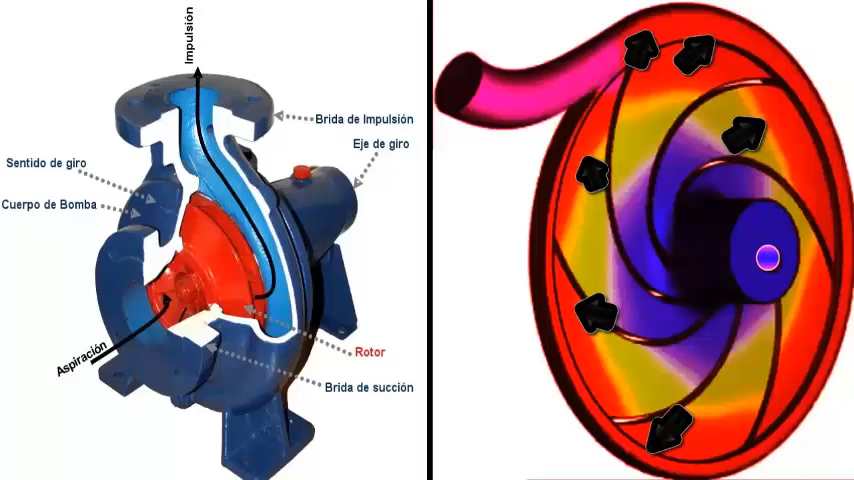 Impulsión
Brida de Impulsión
Eje de giro
Sentido de giro
Cuerpo de Bomba
Aspiración
Rotor
Brida de succión